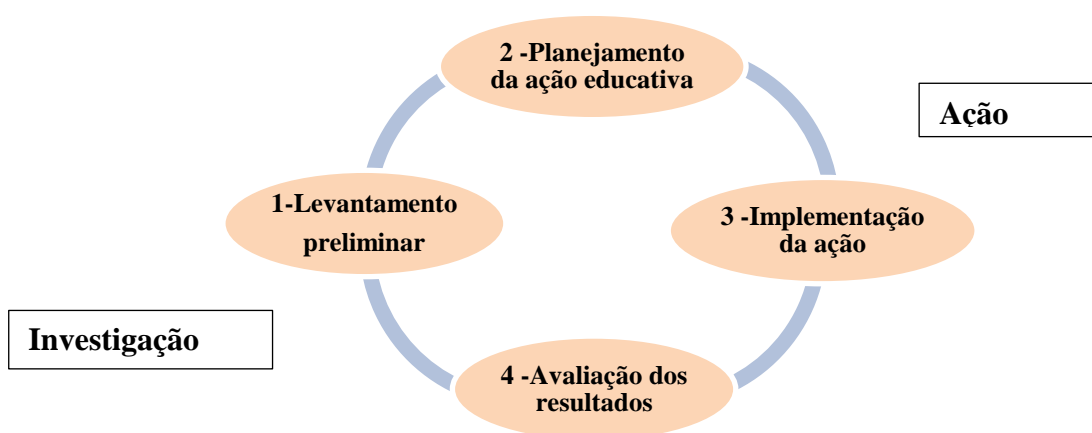 2 -Planejamento
da ação educativa
Ação
1-Levantamento
preliminar
3 -Implementação
da ação
Investigação
4 -Avaliação dos
resultados